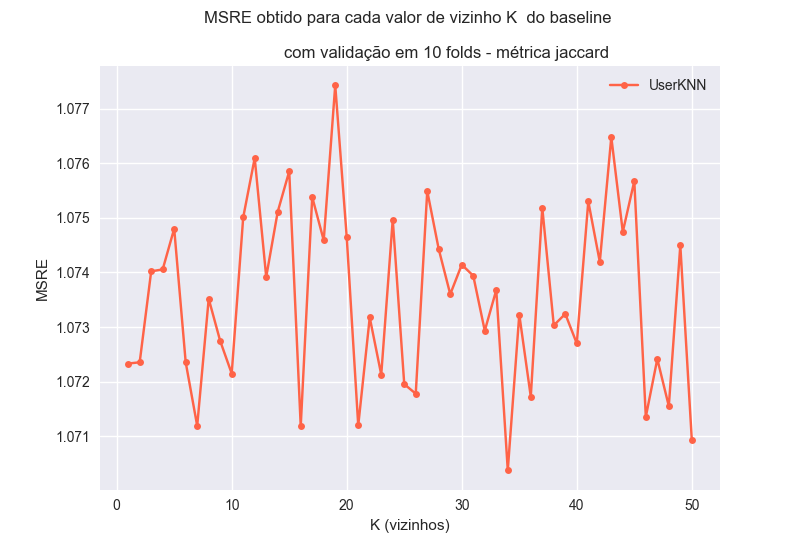 MSRE obtido para cada valor de vizinho K  do baseline
com validação em 10 folds - métrica jaccard
UserKNN
1.077
1.076
1.075
1.074
1.073
1.072
1.071
MSRE
0 10 20 30 40 50
K (vizinhos)